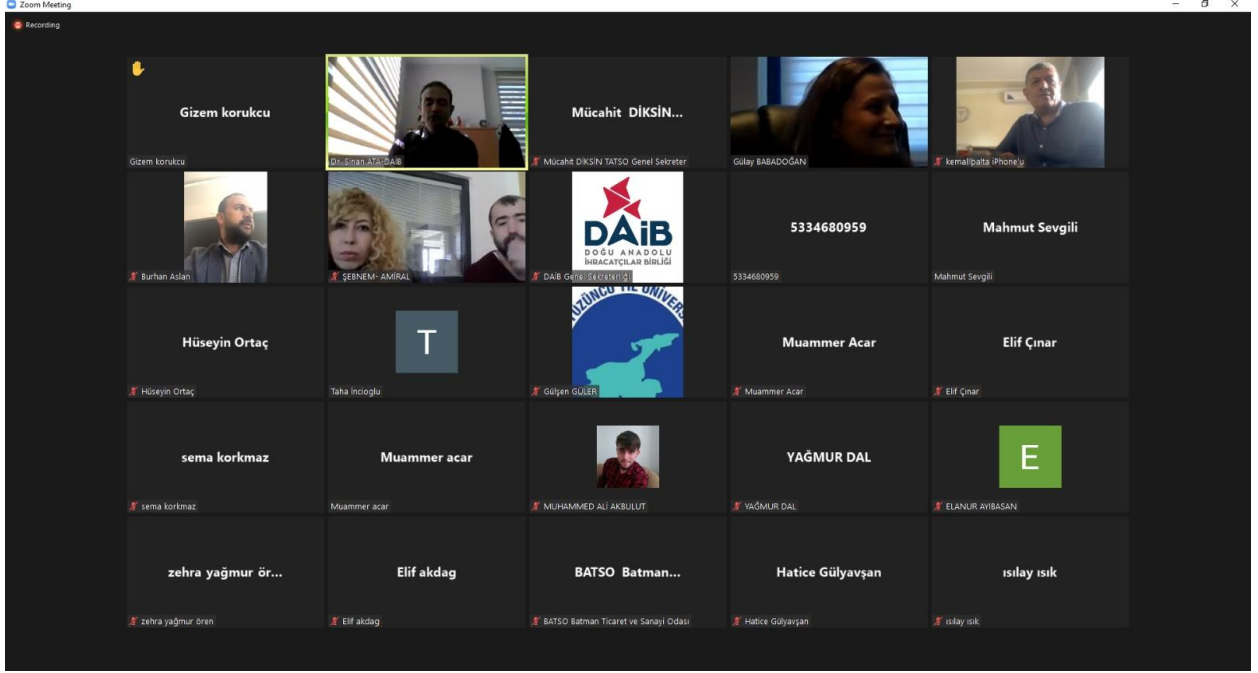 Zoom Meeting
Recording
Gizem korukcu
Gizem korukcu
Dr. Sinan ATA-DAİB
Mücahit DİKSİN...
Mücahit DİKSİN TATSO Genel Sekreter
Gülay BABADOĞAN
kemal palta iPhone'u
Burhan Aslan
ŞEBNEM- AMİRAL
DAİB
DOĞU ANADOLU
İHRACATÇILAR BİRLİĞİ
DAİB Genel Sekreterliği
5334680959
5334680959
Mahmut Sevgili
Mahmut Sevgili
Hüseyin Ortaç
Hüseyin Ortaç
T
Taha İncioglu
YÜZÜNCÜ YIL ÜNİVERS
Gülşen GÜLER
Muammer Acar
Muammer Acar
Elif Çınar
Elif Çınar
sema korkmaz
sema korkmaz
Muammer acar
Muammer acar
MUHAMMED ALİ AKBULUT
YAĞMUR DAL
YAĞMUR DAL
E
ELANUR AYIBASAN
zehra yağmur ör...
zehra yağmur ören
Elif akdag
Elif akdag
BATSO Batman...
BATSO Batman Ticaret ve Sanayi Odası
Hatice Gülyavşan
Hatice Gülyavşan
ısılay ısık
ısılay ısık